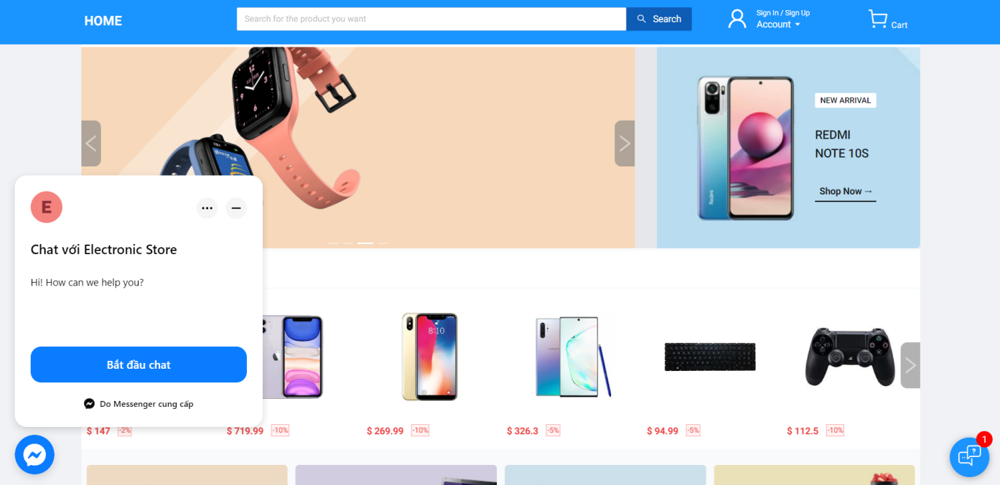 HOME
Search for the product you want
Search
Sign In / Sign Up
Account
Cart
12
3
NEW ARRIVAL
REDMI
NOTE 10S
Shop Now →
Redmi
E
Chat với Electronic Store
Hi! How can we help you?
Bắt đầu chat
Do Messenger cung cấp
8:10
$ 147 -2%
$ 719.99 -10%
$ 269.99 -10%
$ 326.3 -5%
$ 94.99 -5%
$ 112.5 -10%
1
?